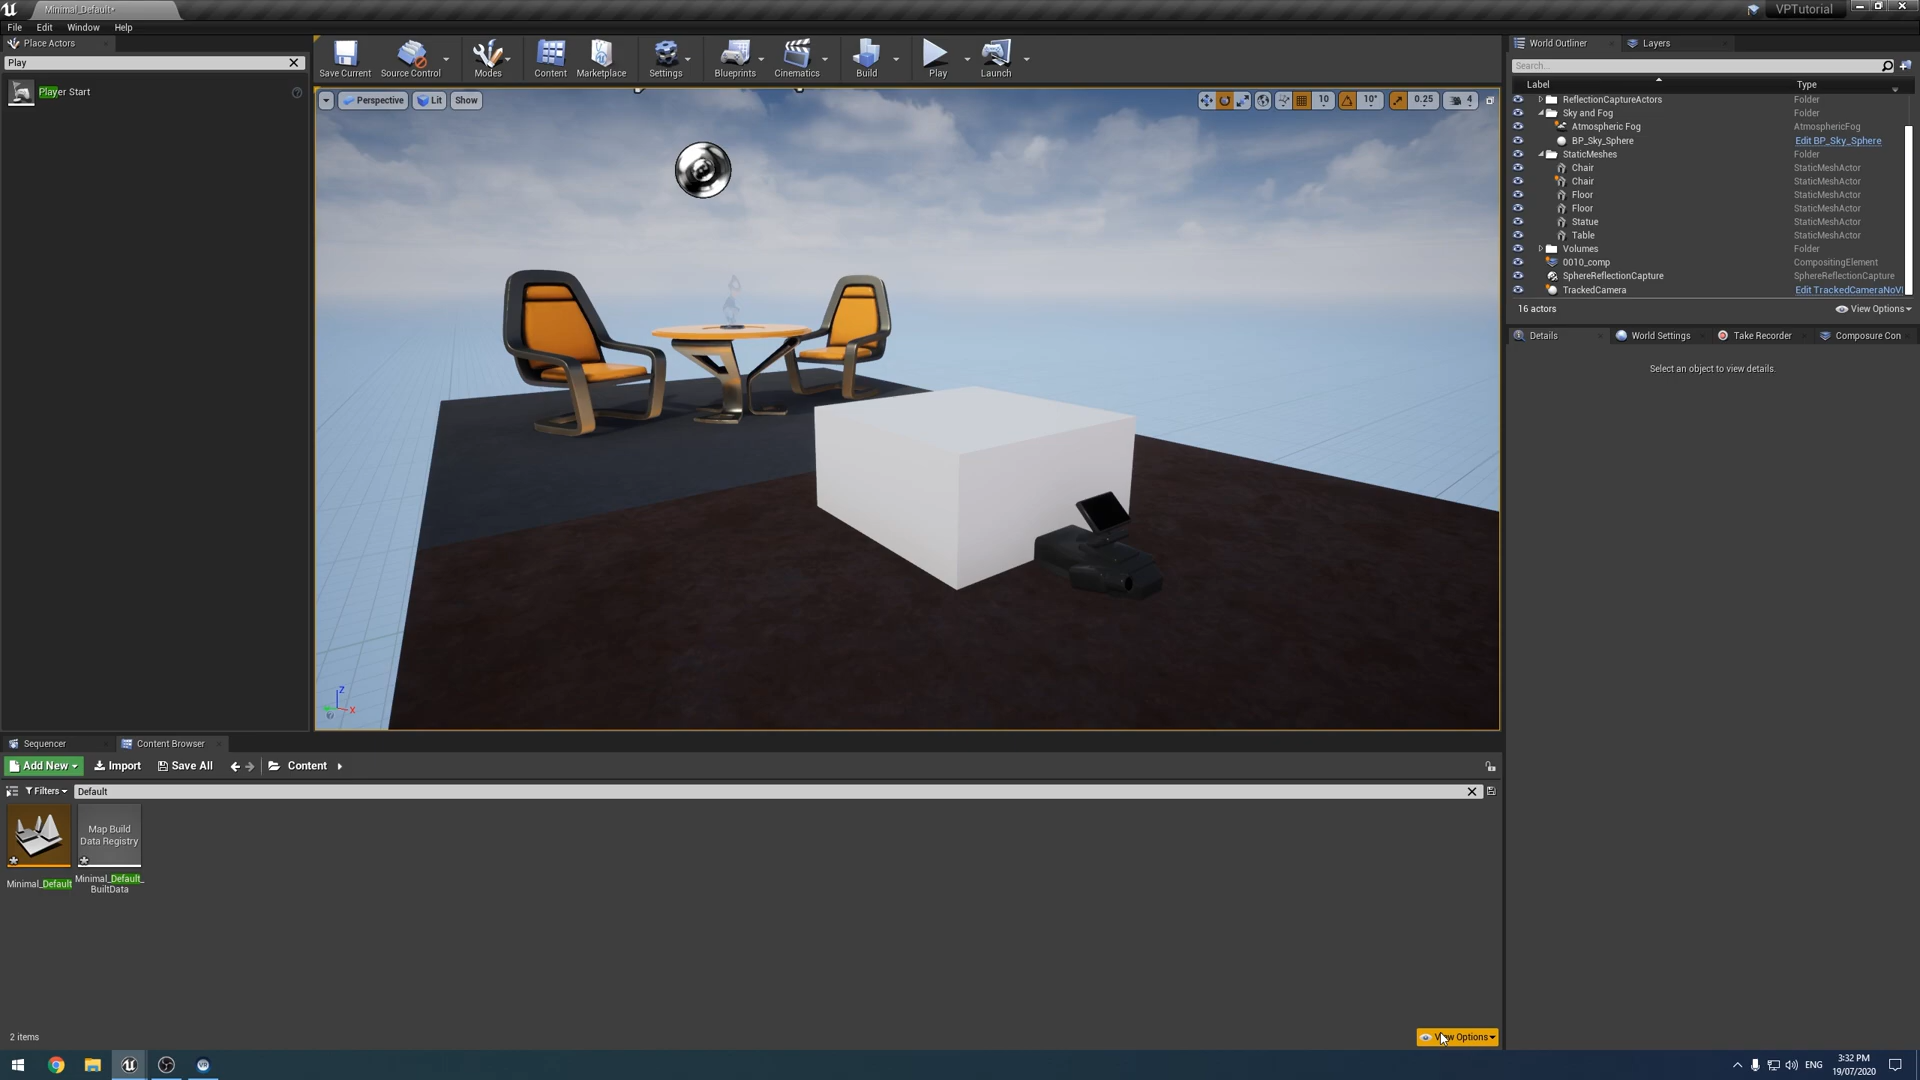 Minimal_Default*
VPTutorial
File Edit Window Help
Place Actors
Play
Player Start
Save Current
Source Control
Modes
Content
Marketplace
Settings
Blueprints
Cinematics
Build
Play
Launch
Perspective
Lit
Show
10
10°
0.25
4
World Outliner
Layers
Search...
Label Type
ReflectionCaptureActors Folder
Sky and Fog Folder
Atmospheric Fog AtmosphericFog
BP_Sky_Sphere Edit BP_Sky_Sphere
StaticMeshes Folder
Chair StaticMeshActor
Chair StaticMeshActor
Floor StaticMeshActor
Floor StaticMeshActor
Statue StaticMeshActor
Table StaticMeshActor
Volumes Folder
0010_comp CompositingElement
SphereReflectionCapture SphereReflectionCapture
TrackedCamera Edit TrackedCameraNoVI
16 actors
View Options
Details
World Settings
Take Recorder
Composure Con
Select an object to view details.
Z
X
Sequencer
Content Browser
Add New
Import
Save All
Content
Filters
Default
Map Build
Data Registry
Minimal_Default
Minimal_Default_
BuiltData
2 items
View Options
ENG
3:32 PM
19/07/2020